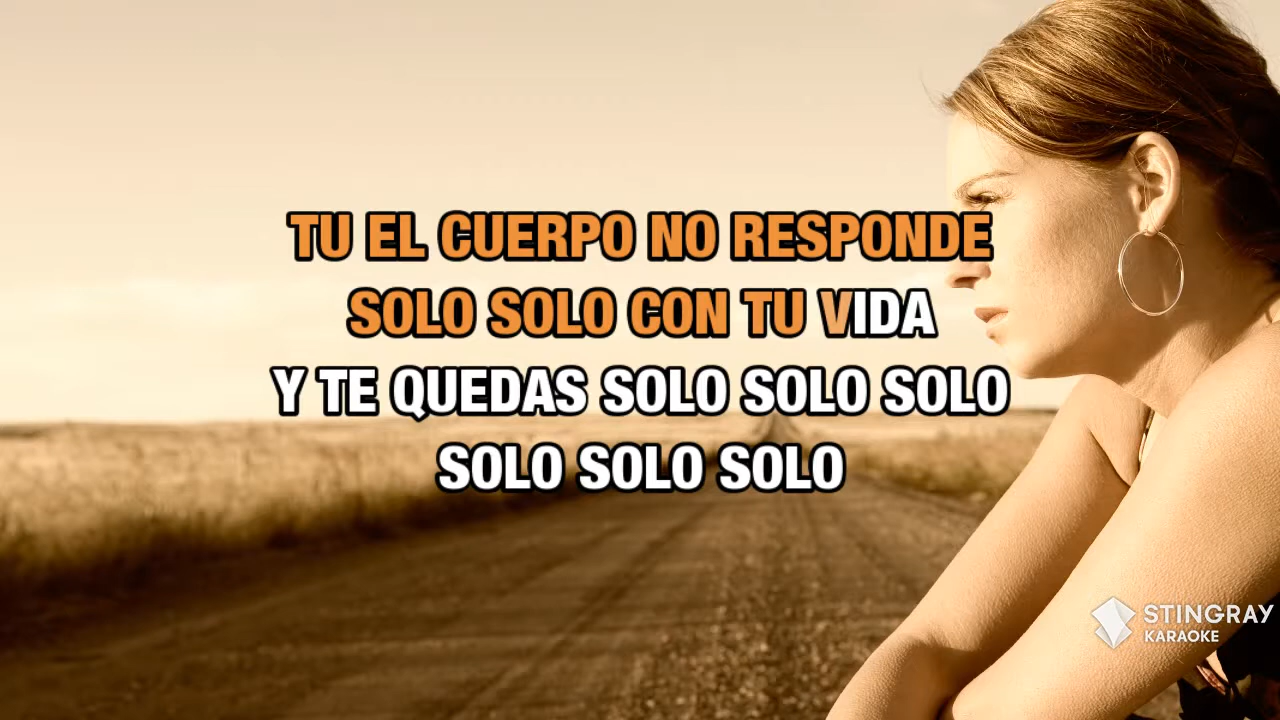 TU EL CUERPO NO RESPONDE
SOLO SOLO CON TU VIDA
Y TE QUEDAS SOLO SOLO SOLO
SOLO SOLO SOLO
STINGRAY
KARAOKE